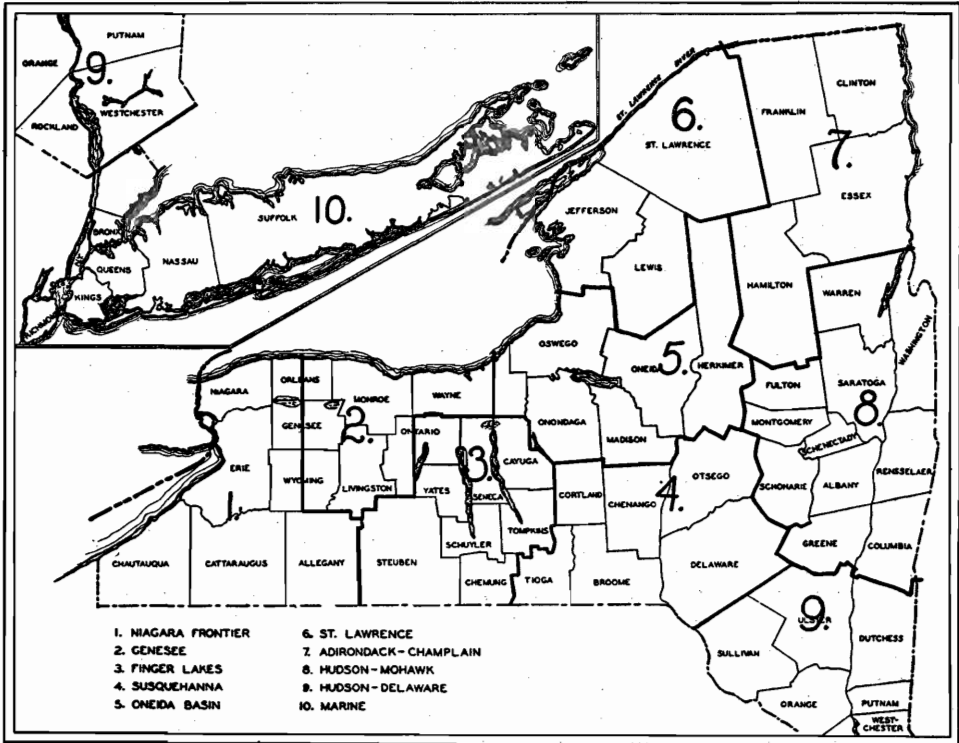 PUTNAM
ORANGE
9.
WESTCHESTER
ROCKLAND
BRONX
QUEENS
KINGS
RICHMOND
NASSAU
SUFFOLK
10.
ST. LAWRENCE RIVER
6.
ST. LAWRENCE
FRANKLIN
CLINTON
7.
ESSEX
JEFFERSON
LEWIS
HAMILTON
WARREN
WASHINGTON
OSWEGO
ONEIDA
5.
HERKIMER
FULTON
SARATOGA
8.
NIAGARA
ORLEANS
MONROE
WAYNE
GENESEE
2.
ONTARIO
ONONDAGA
MADISON
MONTGOMERY
SCHENECTADY
ERIE
WYOMING
LIVINGSTON
YATES
3.
SENECA
CAYUGA
CORTLAND
CHENANGO
4.
OTSEGO
SCHOHARIE
ALBANY
RENSSELAER
SCHUYLER
TOMPKINS
GREENE
COLUMBIA
CHAUTAUQUA
CATTARAUGUS
ALLEGANY
STEUBEN
CHEMUNG
TIOGA
BROOME
DELAWARE
9.
ULSTER
SULLIVAN
DUTCHESS
ORANGE
PUTNAM
WEST-
CHESTER
1. NIAGARA FRONTIER
2. GENESEE
3. FINGER LAKES
4. SUSQUEHANNA
5. ONEIDA BASIN
6. ST. LAWRENCE
7. ADIRONDACK-CHAMPLAIN
8. HUDSON-MOHAWK
9. HUDSON-DELAWARE
10. MARINE